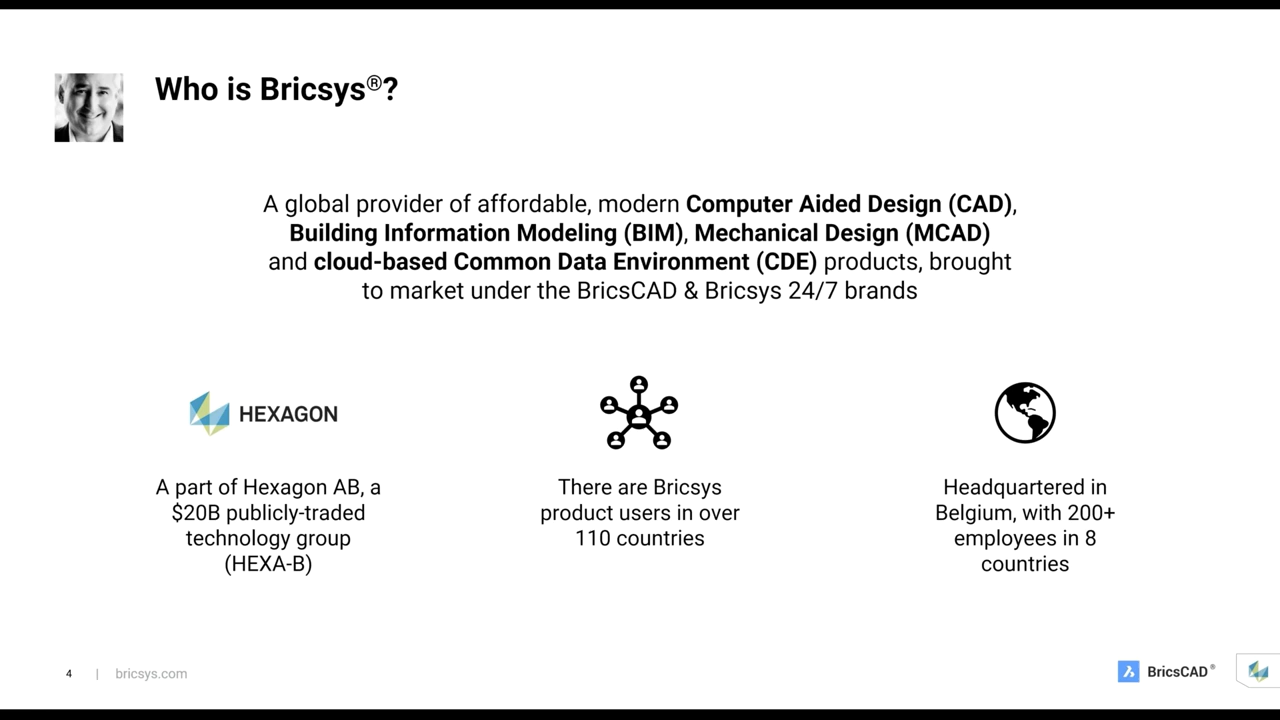 Who is Bricsys®?
A global provider of affordable, modern Computer Aided Design (CAD),
Building Information Modeling (BIM), Mechanical Design (MCAD)
and cloud-based Common Data Environment (CDE) products, brought
to market under the BricsCAD & Bricsys 24/7 brands
HEXAGON
A part of Hexagon AB, a
$20B publicly-traded
technology group
(HEXA-B)
There are Bricsys
product users in over
110 countries
Headquartered in
Belgium, with 200+
employees in 8
countries
4 | bricsys.com
BricsCAD®